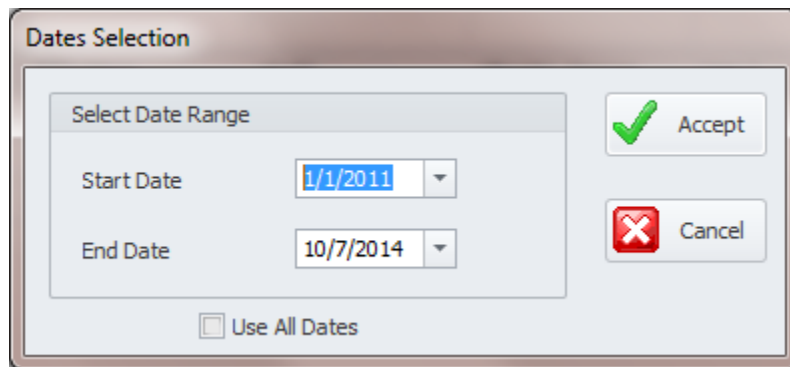 Dates Selection
Select Date Range
Accept
Start Date 1/1/2011
Cancel
End Date 10/7/2014
Use All Dates